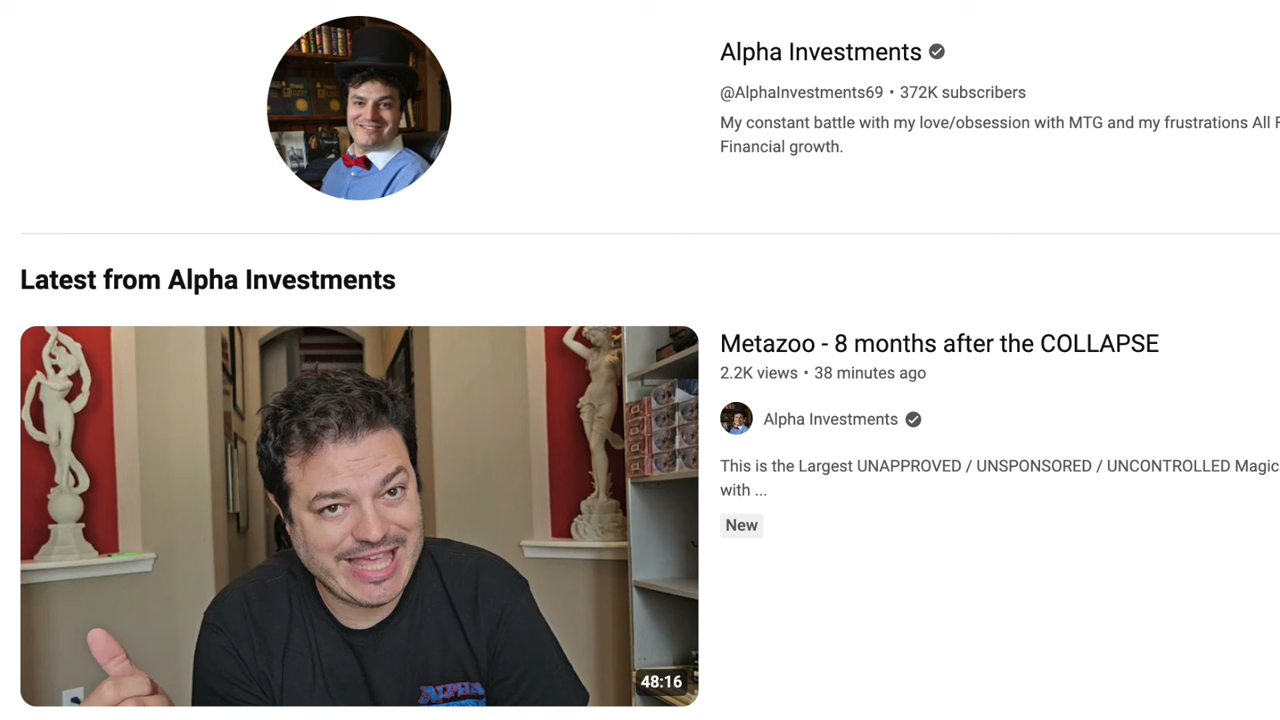 Alpha Investments
@AlphaInvestments69 • 372K subscribers
My constant battle with my love/obsession with MTG and my frustrations All
Financial growth.
Latest from Alpha Investments
Metazoo - 8 months after the COLLAPSE
2.2K views • 38 minutes ago
Alpha Investments
This is the Largest UNAPPROVED / UNSPONSORED / UNCONTROLLED Magic
with ...
New
ALPHA
48:16